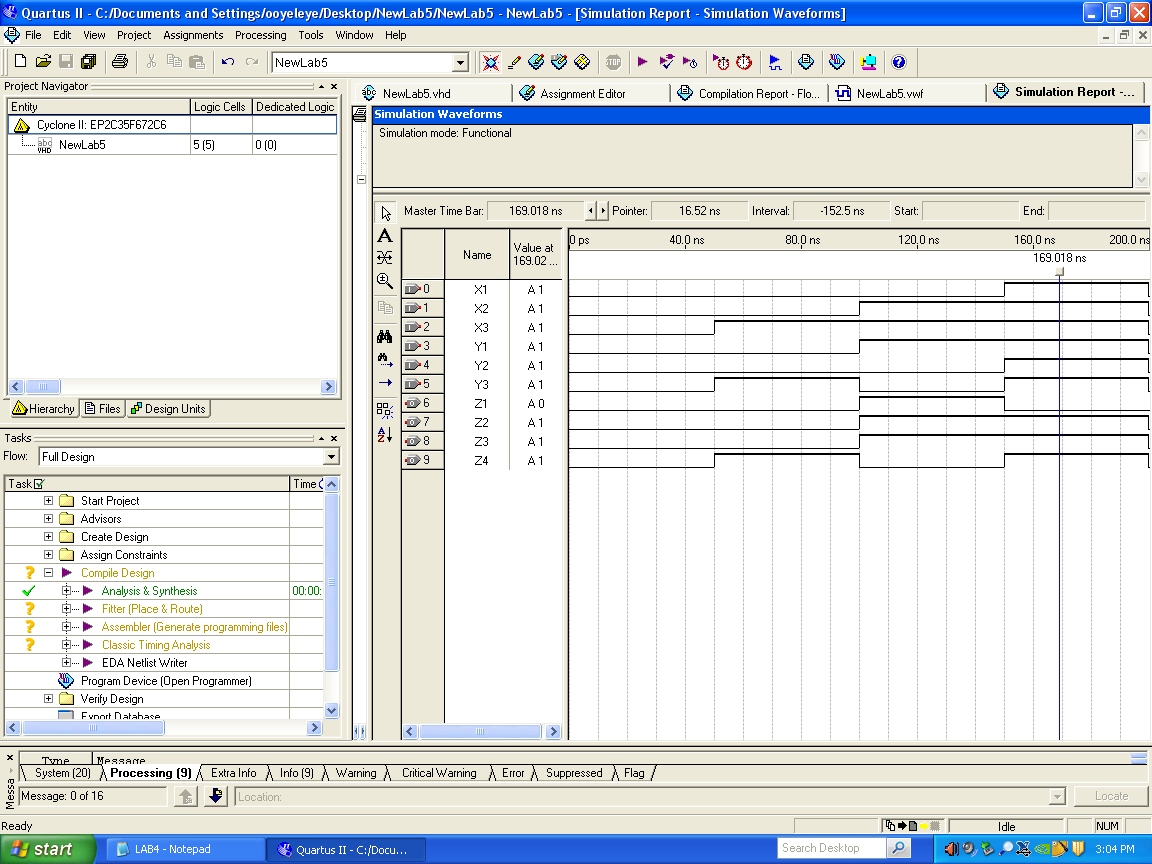 Quartus II - C:/Documents and Settings/ooyeleye/Desktop/NewLab5/NewLab5 - NewLab5 - [Simulation Report - Simulation Waveforms]
File Edit View Project Assignments Processing Tools Window Help
NewLab5
STOP
Project Navigator
Entity Logic Cells Dedicated Logic
Cyclone II: EP2C35F672C6
NewLab5 5 (5) 0 (0)
Hierarchy Files Design Units
Tasks
Flow: Full Design
Task Time
Start Project
Advisors
Create Design
Assign Constraints
Compile Design
Analysis & Synthesis 00:00:
Fitter (Place & Route)
Assembler (Generate programming files)
Classic Timing Analysis
EDA Netlist Writer
Program Device (Open Programmer)
Verify Design
Export Database
NewLab5.vhd Assignment Editor Compilation Report - Flo... NewLab5.vwf Simulation Report -...
Simulation Waveforms
Simulation mode: Functional
Master Time Bar: 169.018 ns Pointer: 16.52 ns Interval: -152.5 ns Start: End:
Name Value at 0 ps 40.0 ns 80.0 ns 120.0 ns 160.0 ns 200.0 ns
169.02 ... 169.018 ns
0 X1 A 1
1 X2 A 1
2 X3 A 1
3 Y1 A 1
4 Y2 A 1
5 Y3 A 1
6 Z1 A 0
7 Z2 A 1
8 Z3 A 1
9 Z4 A 1
Type Message
System (20) Processing (9) Extra Info Info (9) Warning Critical Warning Error Suppressed Flag
Message: 0 of 16 Location: Locate
Ready Idle NUM
start LAB4 - Notepad Quartus II - C:/Docu... Search Desktop 3:04 PM